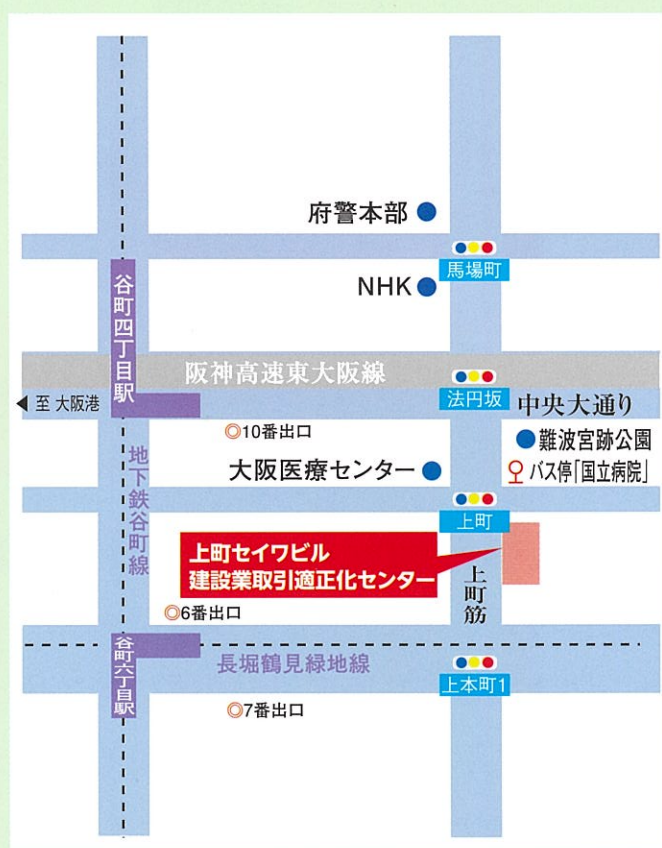 府警本部
馬場町
NHK
谷町四丁目駅
阪神高速東大阪線
至 大阪港
法円坂
中央大通り
10番出口
難波宮跡公園
大阪医療センター
バス停「国立病院」
地下鉄谷町線
上町
上町セイワビル
建設業取引適正化センター
上町筋
6番出口
谷町六丁目駅
長堀鶴見緑地線
上本町1
7番出口